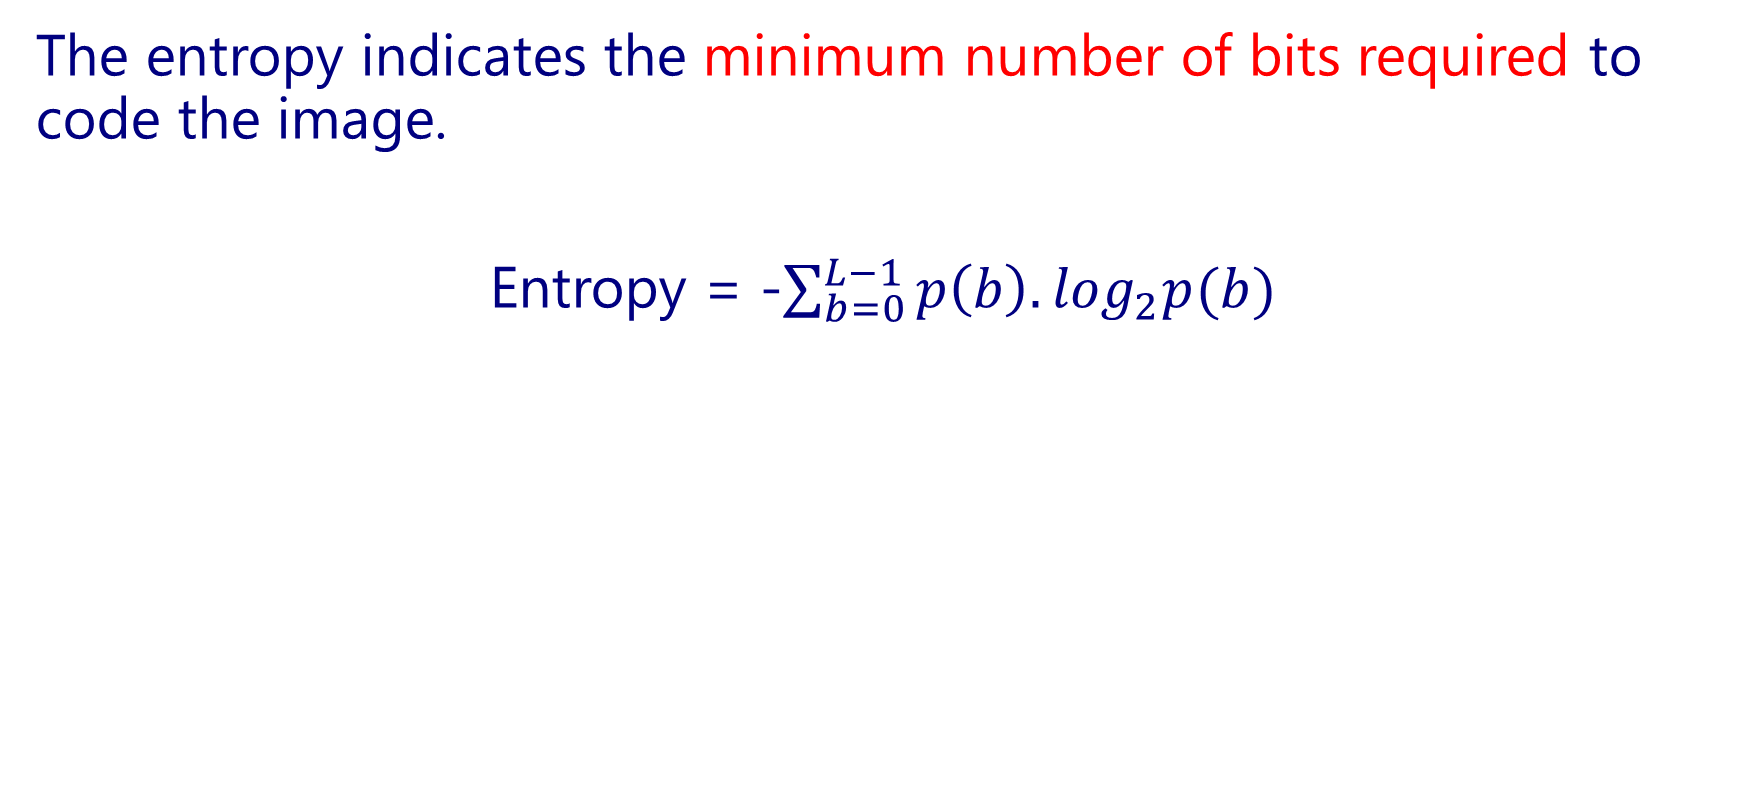 The entropy indicates the minimum number of bits required to
code the image.
Entropy = -∑_{b=0}^{L−1} p(b). log₂p(b)